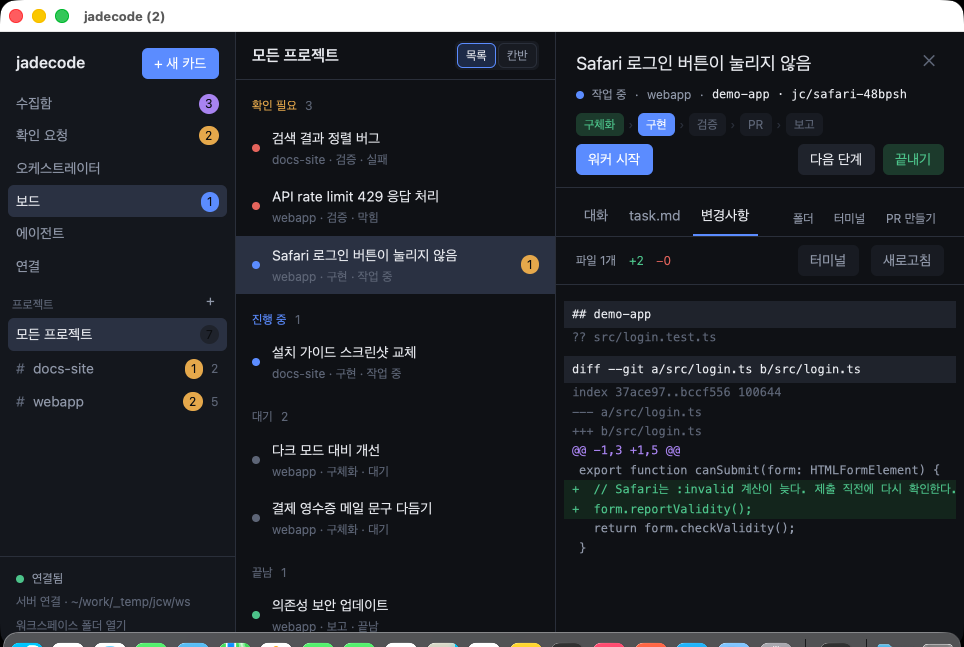 jadecode (2)
jadecode
+ 새 카드
수집함 3
확인 요청 2
오케스트레이터
보드 1
에이전트
연결
프로젝트 +
모든 프로젝트 7
# docs-site 1 2
# webapp 2 5
연결됨
서버 연결 · ~/work/_temp/jcw/ws
워크스페이스 폴더 열기
모든 프로젝트
목록 칸반
확인 필요 3
검색 결과 정렬 버그
docs-site · 검증 · 실패
API rate limit 429 응답 처리
webapp · 검증 · 막힘
Safari 로그인 버튼이 눌리지 않음
webapp · 구현 · 작업 중
1
진행 중 1
설치 가이드 스크린샷 교체
docs-site · 구현 · 작업 중
대기 2
다크 모드 대비 개선
webapp · 구체화 · 대기
결제 영수증 메일 문구 다듬기
webapp · 구체화 · 대기
끝남 1
의존성 보안 업데이트
webapp · 보고 · 끝남
Safari 로그인 버튼이 눌리지 않음
작업 중 · webapp · demo-app · jc/safari-48bpsh
구체화 › 구현 › 검증 › PR › 보고
워커 시작 다음 단계 끝내기
대화 task.md 변경사항 폴더 터미널 PR 만들기
파일 1개 +2 −0 터미널 새로고침
## demo-app
?? src/login.test.ts
diff --git a/src/login.ts b/src/login.ts
index 37ace97..bccf556 100644
--- a/src/login.ts
+++ b/src/login.ts
@@ -1,3 +1,5 @@
export function canSubmit(form: HTMLFormElement) {
+  // Safari는 :invalid 계산이 늦다. 제출 직전에 다시 확인한다.
+  form.reportValidity();
return form.checkValidity();
}